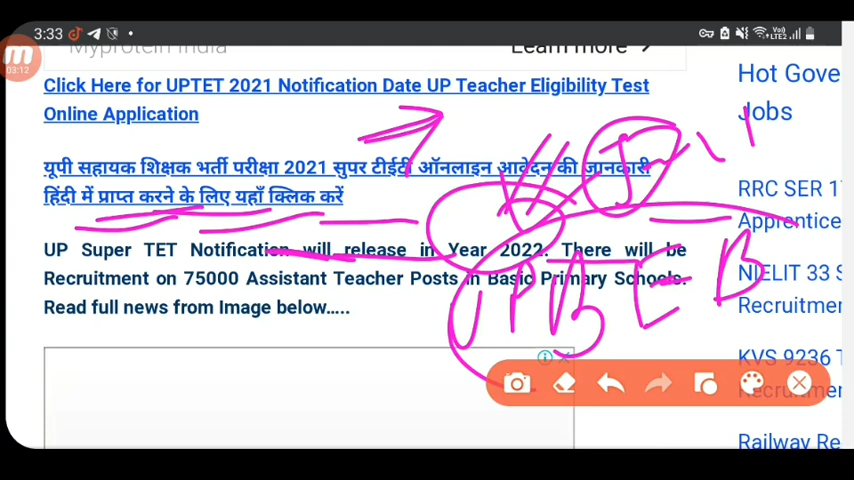 3:33
Myprotein India
Learn more
M
03:12
Click Here for UPTET 2021 Notification Date UP Teacher Eligibility Test
Online Application
यूपी सहायक शिक्षक भर्ती परीक्षा 2021 सुपर टीईटी ऑनलाइन आवेदन की जानकारी
हिंदी में प्राप्त करने के लिए यहाँ क्लिक करें
UP Super TET Notification will release in Year 2022. There will be
Recruitment on 75000 Assistant Teacher Posts in Basic Primary Schools.
Read full news from Image below.....
Hot Gove
Jobs
RRC SER 17
Apprentice
NIELIT 33 S
Recruitmen
KVS 9236 T
Recruitmen
Railway Re